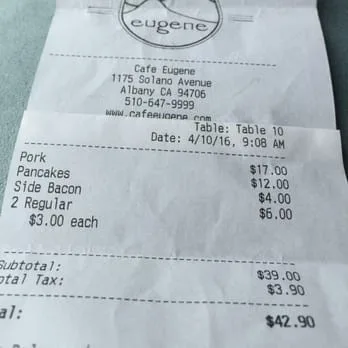 eugene
Cafe Eugene
1175 Solano Avenue
Albany CA 94706
510-647-9999
www.cafeeugene.com
Table: Table 10
Date: 4/10/16, 9:08 AM
Pork $17.00
Pancakes $12.00
Side Bacon $4.00
2 Regular $6.00
$3.00 each
Subtotal: $39.00
otal Tax: $3.90
al: $42.90